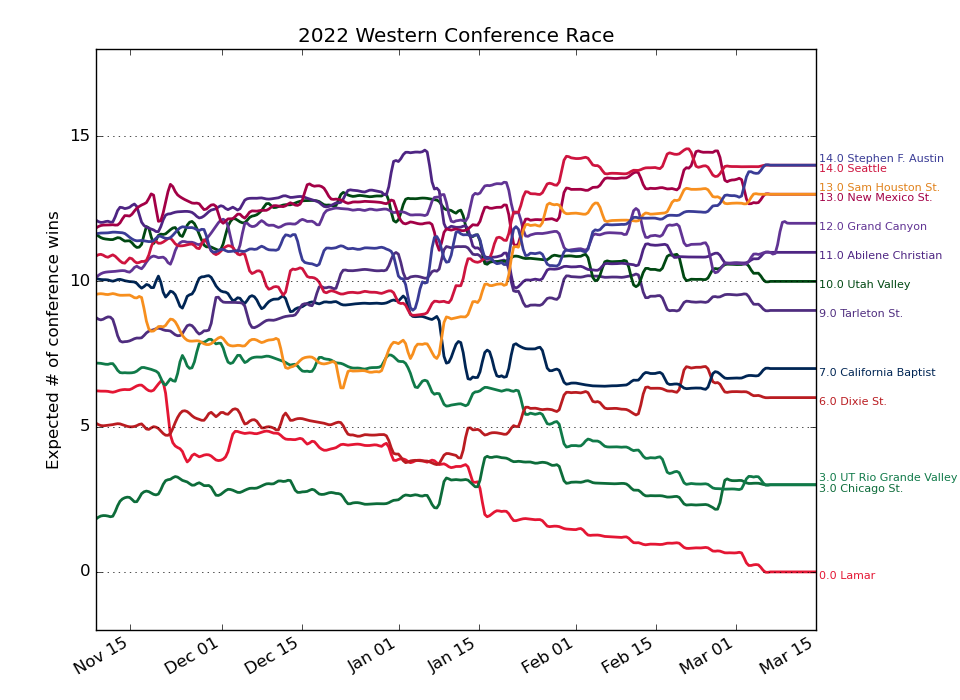 2022 Western Conference Race
Expected # of conference wins
15
10
5
0
Nov 15
Dec 01
Dec 15
Jan 01
Jan 15
Feb 01
Feb 15
Mar 01
Mar 15
14.0 Stephen F. Austin
14.0 Seattle
13.0 Sam Houston St.
13.0 New Mexico St.
12.0 Grand Canyon
11.0 Abilene Christian
10.0 Utah Valley
9.0 Tarleton St.
7.0 California Baptist
6.0 Dixie St.
3.0 UT Rio Grande Valley
3.0 Chicago St.
0.0 Lamar